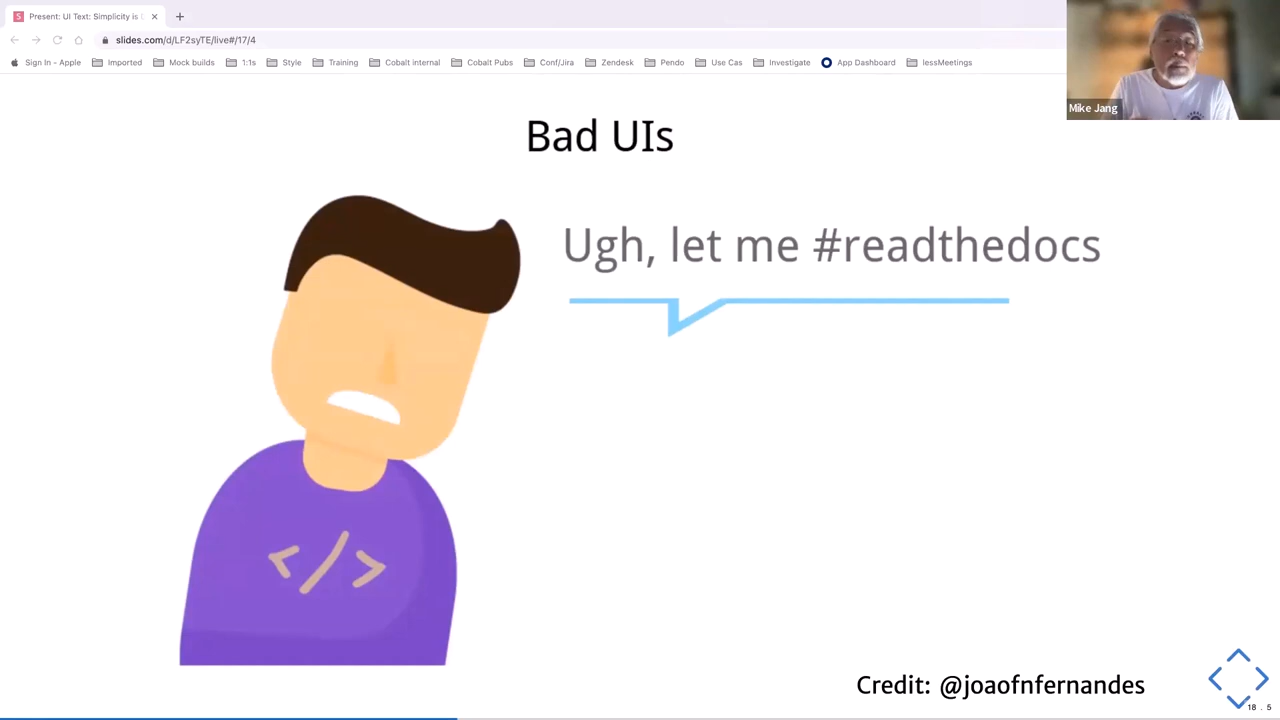 Present: UI Text: Simplicity is
slides.com/d/LF2syTE/live#/17/4
Sign In - Apple Imported Mock builds 1:1s Style Training Cobalt internal Cobalt Pubs Conf/Jira Zendesk Pendo Use Cas Investigate App Dashboard lessMeetings
Mike Jang
Bad UIs
Ugh, let me #readthedocs
</>
Credit: @joaofnfernandes
18 . 5